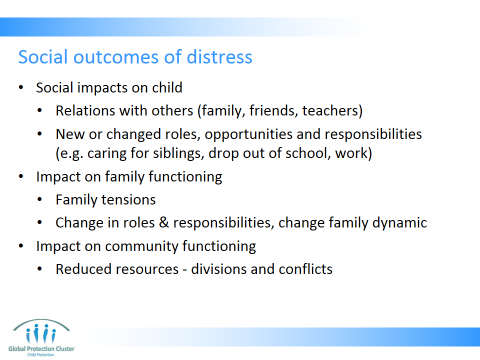 Social outcomes of distress
• Social impacts on child
• Relations with others (family, friends, teachers)
• New or changed roles, opportunities and responsibilities
(e.g. caring for siblings, drop out of school, work)
• Impact on family functioning
• Family tensions
• Change in roles & responsibilities, change family dynamic
• Impact on community functioning
• Reduced resources - divisions and conflicts
Global Protection Cluster
Child Protection